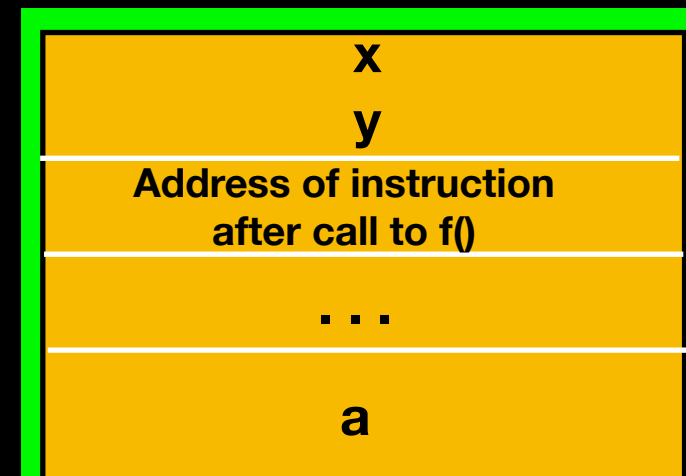 x
y
Address of instruction
after call to f()
. . .
a